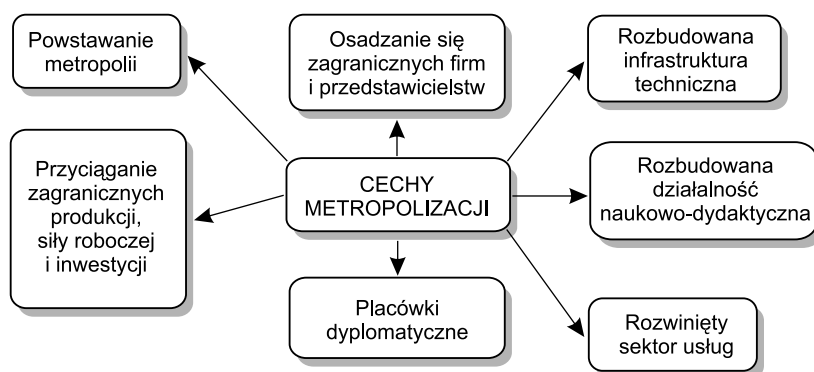 Powstawanie
metropolii
Osadzanie się
zagranicznych firm
i przedstawicielstw
Rozbudowana
infrastruktura
techniczna
Przyciąganie
zagranicznych
produkcji,
siły roboczej
i inwestycji
CECHY
METROPOLIZACJI
Rozbudowana
działalność
naukowo-dydaktyczna
Placówki
dyplomatyczne
Rozwinięty
sektor usług